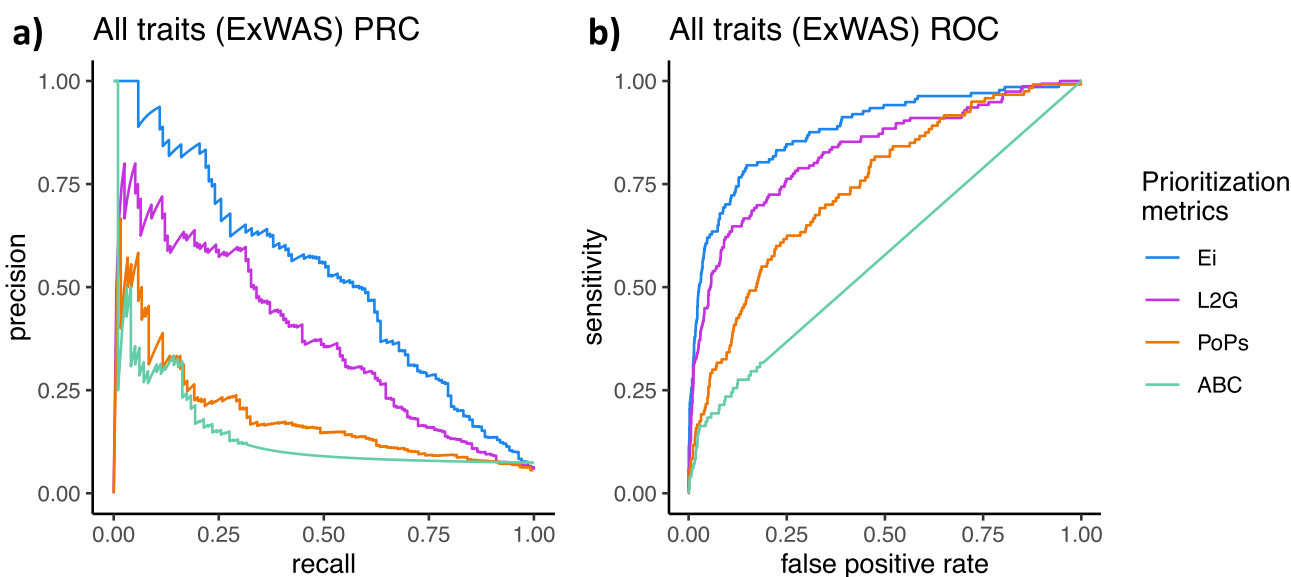 a) All traits (ExWAS) PRC
1.00
0.75
0.50
0.25
0.00
precision
0.00 0.25 0.50 0.75 1.00
recall
b) All traits (ExWAS) ROC
1.00
0.75
0.50
0.25
0.00
sensitivity
0.00 0.25 0.50 0.75 1.00
false positive rate
Prioritization
metrics
Ei
L2G
PoPs
ABC